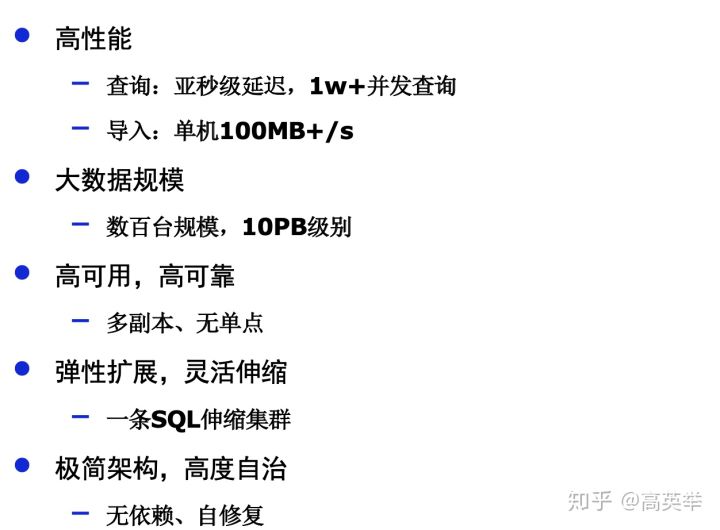 ● 高性能
– 查询：亚秒级延迟，1w+并发查询
– 导入：单机100MB+/s
● 大数据规模
– 数百台规模，10PB级别
● 高可用，高可靠
– 多副本、无单点
● 弹性扩展，灵活伸缩
– 一条SQL伸缩集群
● 极简架构，高度自治
– 无依赖、自修复
知乎 @高英举